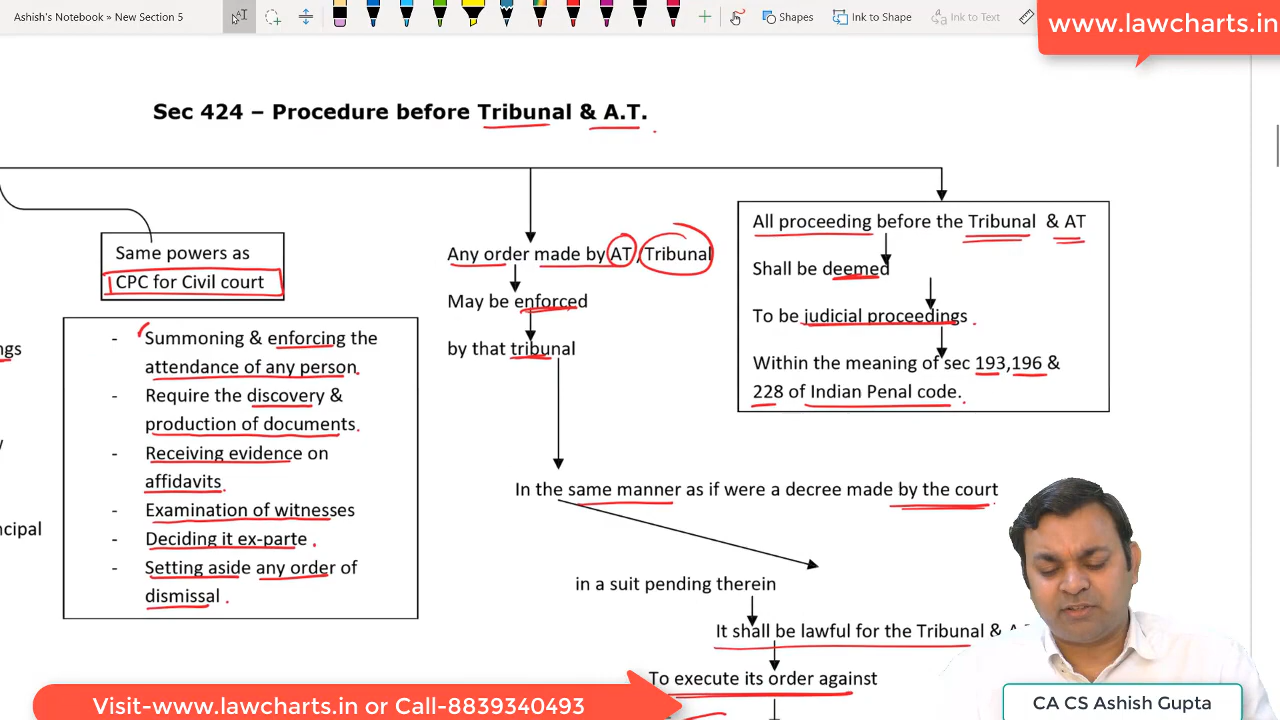 Ashish's Notebook » New Section 5
Shapes
Ink to Shape
Ink to Text
www.lawcharts.in
Sec 424 – Procedure before Tribunal & A.T.
Same powers as
CPC for Civil court
- Summoning & enforcing the
attendance of any person.
- Require the discovery &
production of documents.
- Receiving evidence on
affidavits.
- Examination of witnesses
- Deciding it ex-parte.
- Setting aside any order of
dismissal.
Any order made by AT/Tribunal
May be enforced
by that tribunal
In the same manner as if were a decree made by the court
in a suit pending therein
It shall be lawful for the Tribunal &
To execute its order against
All proceeding before the Tribunal & AT
Shall be deemed
To be judicial proceedings.
Within the meaning of sec 193,196 &
228 of Indian Penal code.
Visit-www.lawcharts.in or Call-8839340493
CA CS Ashish Gupta